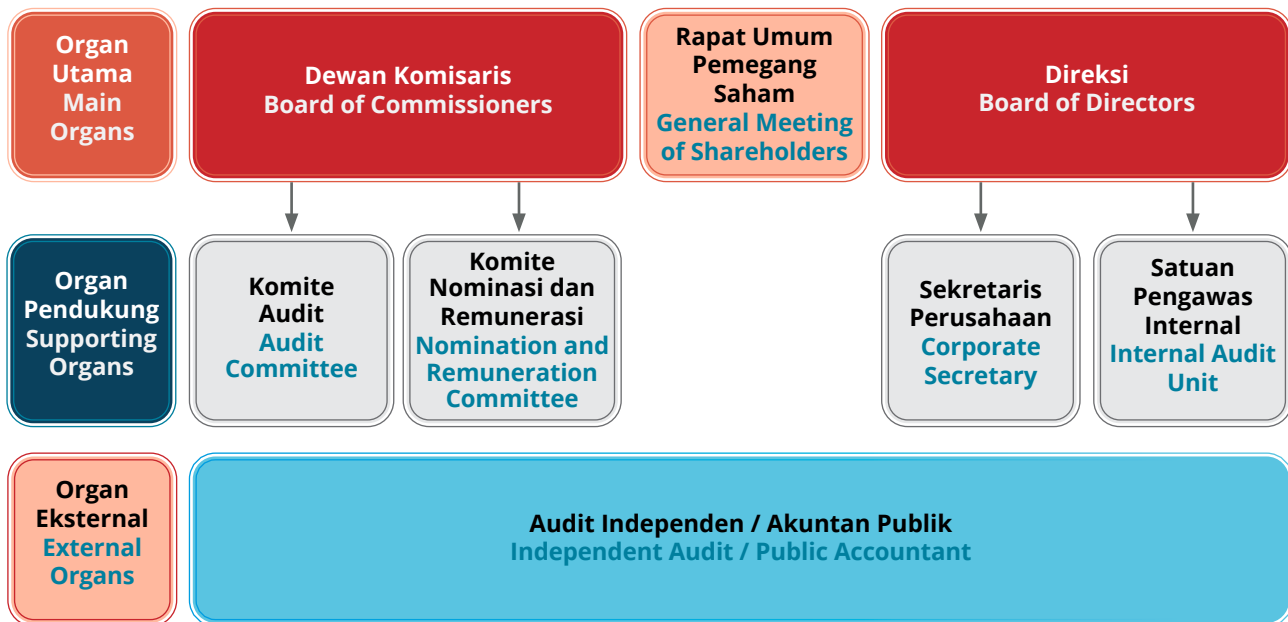 Organ
Utama
Main
Organs
Dewan Komisaris
Board of Commissioners
Rapat Umum
Pemegang
Saham
General Meeting
of Shareholders
Direksi
Board of Directors
Organ
Pendukung
Supporting
Organs
Komite
Audit
Audit
Committee
Komite
Nominasi dan
Remunerasi
Nomination and
Remuneration
Committee
Sekretaris
Perusahaan
Corporate
Secretary
Satuan
Pengawas
Internal
Internal Audit
Unit
Organ
Eksternal
External
Organs
Audit Independen / Akuntan Publik
Independent Audit / Public Accountant